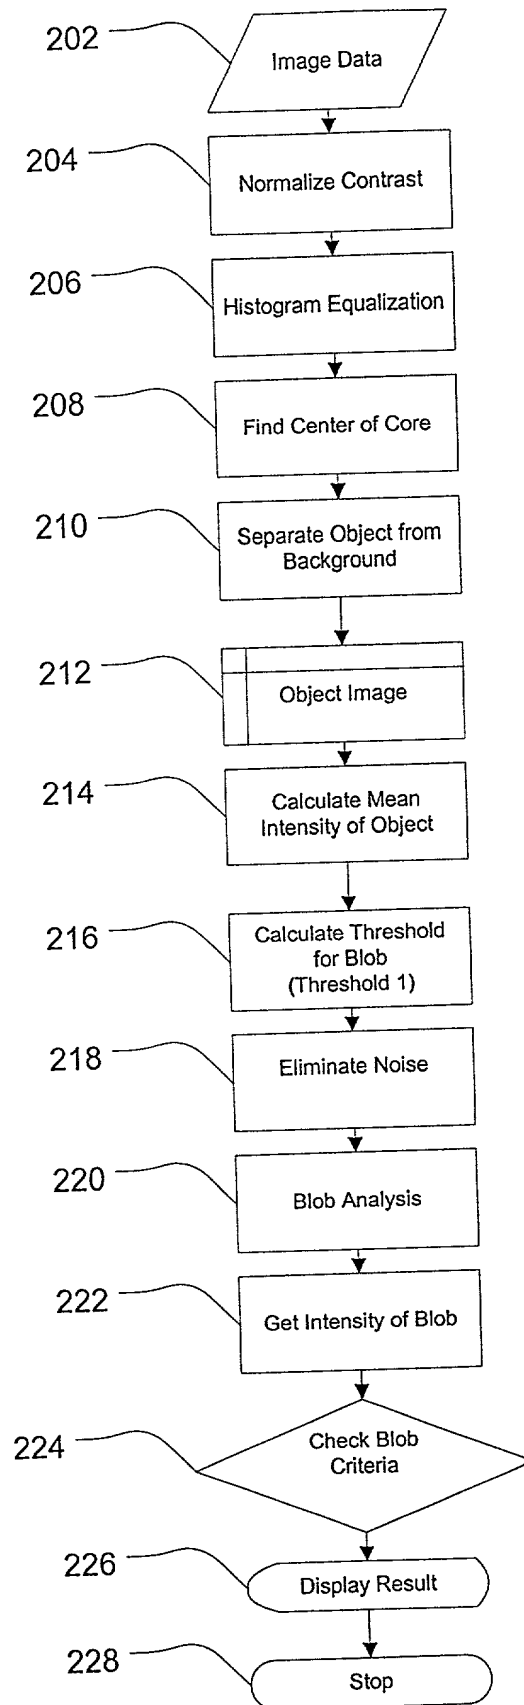 202
Image Data
204
Normalize Contrast
206
Histogram Equalization
208
Find Center of Core
210
Separate Object from
Background
212
Object Image
214
Calculate Mean
Intensity of Object
216
Calculate Threshold
for Blob
(Threshold 1)
218
Eliminate Noise
220
Blob Analysis
222
Get Intensity of Blob
224
Check Blob
Criteria
226
Display Result
228
Stop